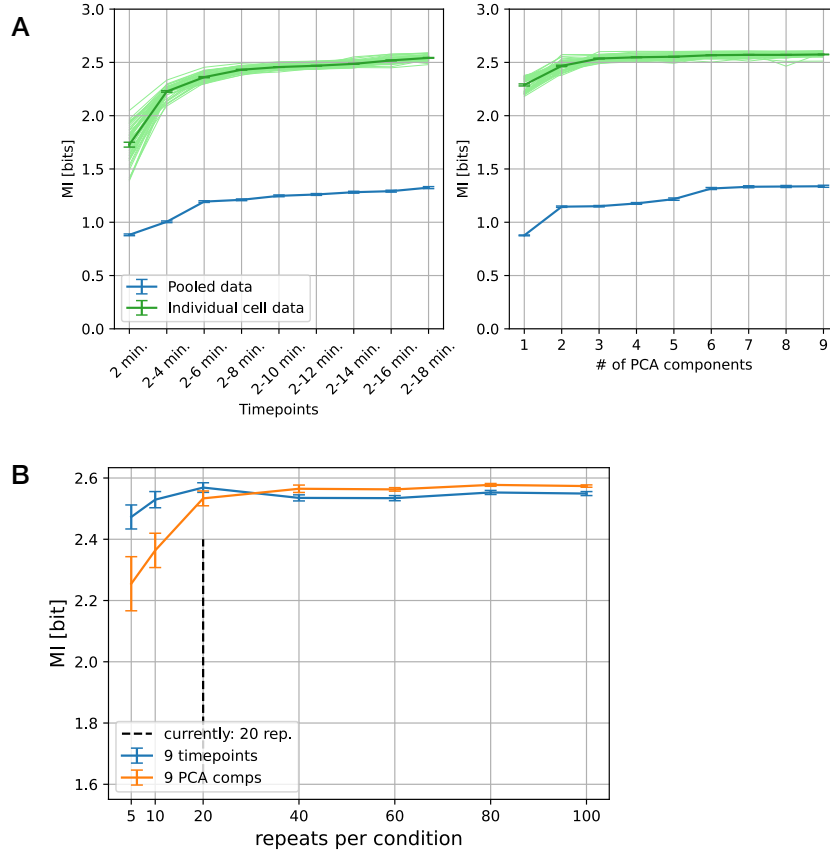 A
MI [bits]
3.0
2.5
2.0
1.5
1.0
0.5
0.0
Pooled data
Individual cell data
2 min.
2-4 min.
2-6 min.
2-8 min.
2-10 min.
2-12 min.
2-14 min.
2-16 min.
2-18 min.
Timepoints
MI [bits]
3.0
2.5
2.0
1.5
1.0
0.5
0.0
1 2 3 4 5 6 7 8 9
# of PCA components
B
MI [bit]
2.6
2.4
2.2
2.0
1.8
1.6
currently: 20 rep.
9 timepoints
9 PCA comps
5 10 20 40 60 80 100
repeats per condition